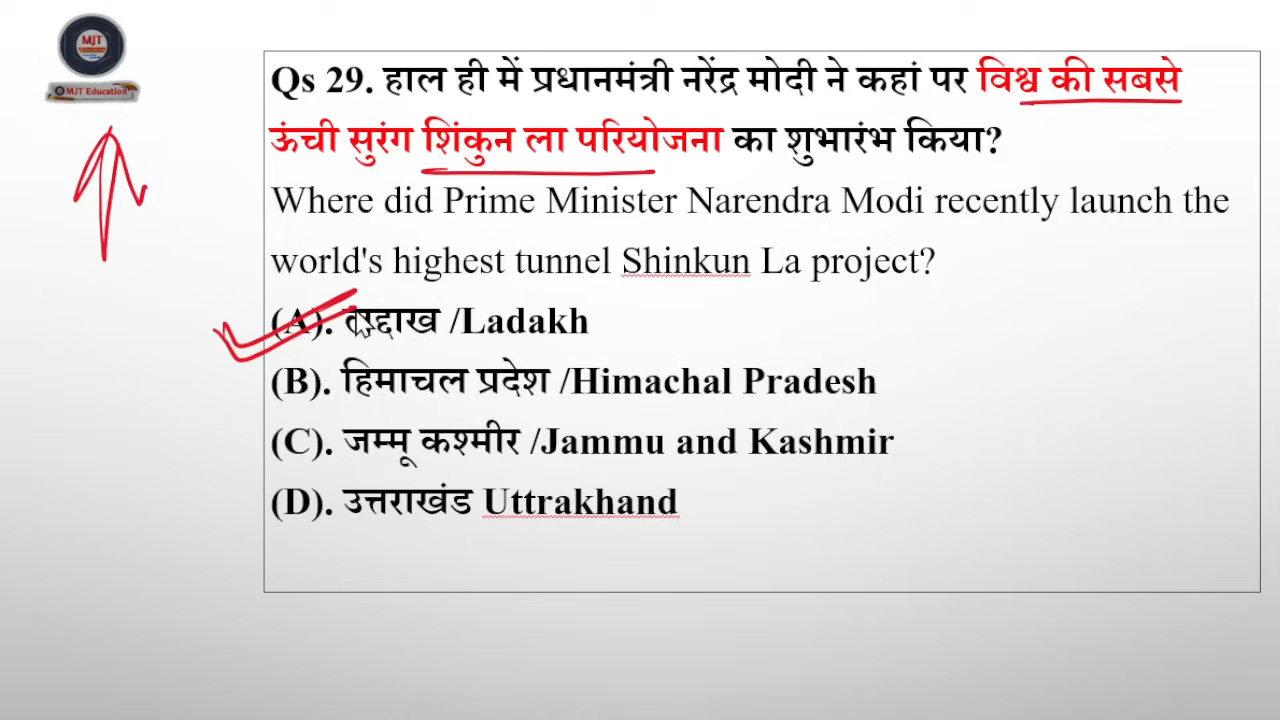 MJT
MJT Education
Qs 29. हाल ही में प्रधानमंत्री नरेंद्र मोदी ने कहां पर विश्व की सबसे
ऊंची सुरंग शिंकुन ला परियोजना का शुभारंभ किया?
Where did Prime Minister Narendra Modi recently launch the
world's highest tunnel Shinkun La project?
(A). लद्दाख /Ladakh
(B). हिमाचल प्रदेश /Himachal Pradesh
(C). जम्मू कश्मीर /Jammu and Kashmir
(D). उत्तराखंड Uttrakhand